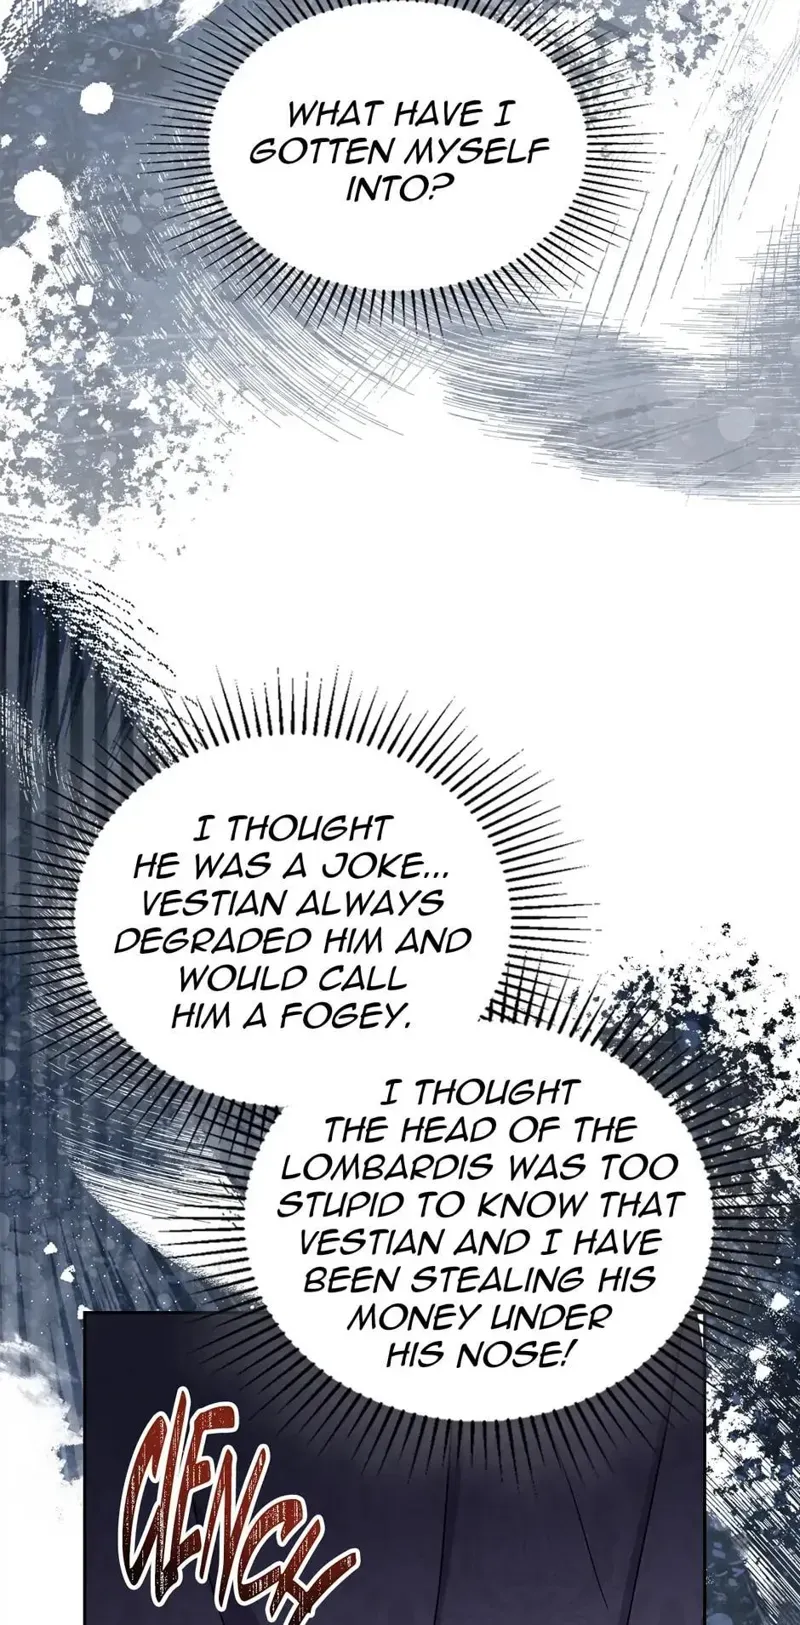 WHAT HAVE I
GOTTEN MYSELF
INTO?
I THOUGHT
HE WAS A JOKE...
VESTIAN ALWAYS
DEGRADED HIM AND
WOULD CALL
HIM A FOGEY.
I THOUGHT
THE HEAD OF THE
LOMBARDIS WAS TOO
STUPID TO KNOW THAT
VESTIAN AND I HAVE
BEEN STEALING HIS
MONEY UNDER
HIS NOSE!
CLENCH